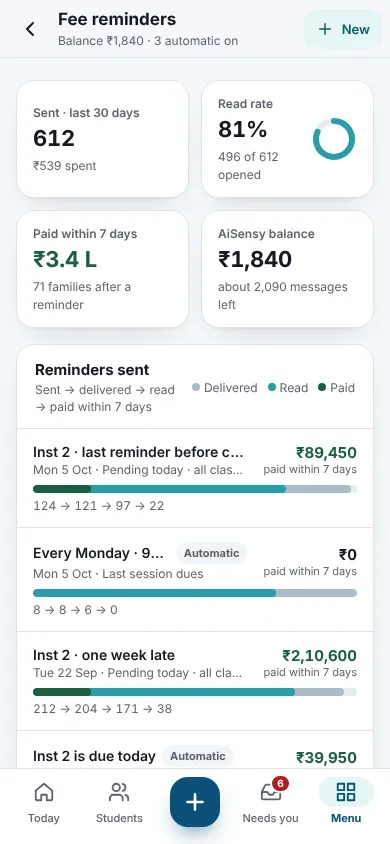 Fee reminders
Balance ₹1,840 · 3 automatic on
New
Sent · last 30 days
612
₹539 spent
Read rate
81%
496 of 612
opened
Paid within 7 days
₹3.4 L
71 families after a
reminder
AiSensy balance
₹1,840
about 2,090 messages
left
Reminders sent
Sent → delivered → read
→ paid within 7 days
Delivered
Read
Paid
Inst 2 · last reminder before c…
₹89,450
Mon 5 Oct · Pending today · all clas…
paid within 7 days
124 → 121 → 97 → 22
Every Monday · 9…
Automatic
₹0
Mon 5 Oct · Last session dues
paid within 7 days
8 → 8 → 6 → 0
Inst 2 · one week late
₹2,10,600
Tue 22 Sep · Pending today · all cla…
paid within 7 days
212 → 204 → 171 → 38
Inst 2 is due today
Automatic
₹39,950
6
Today
Students
Needs you
Menu